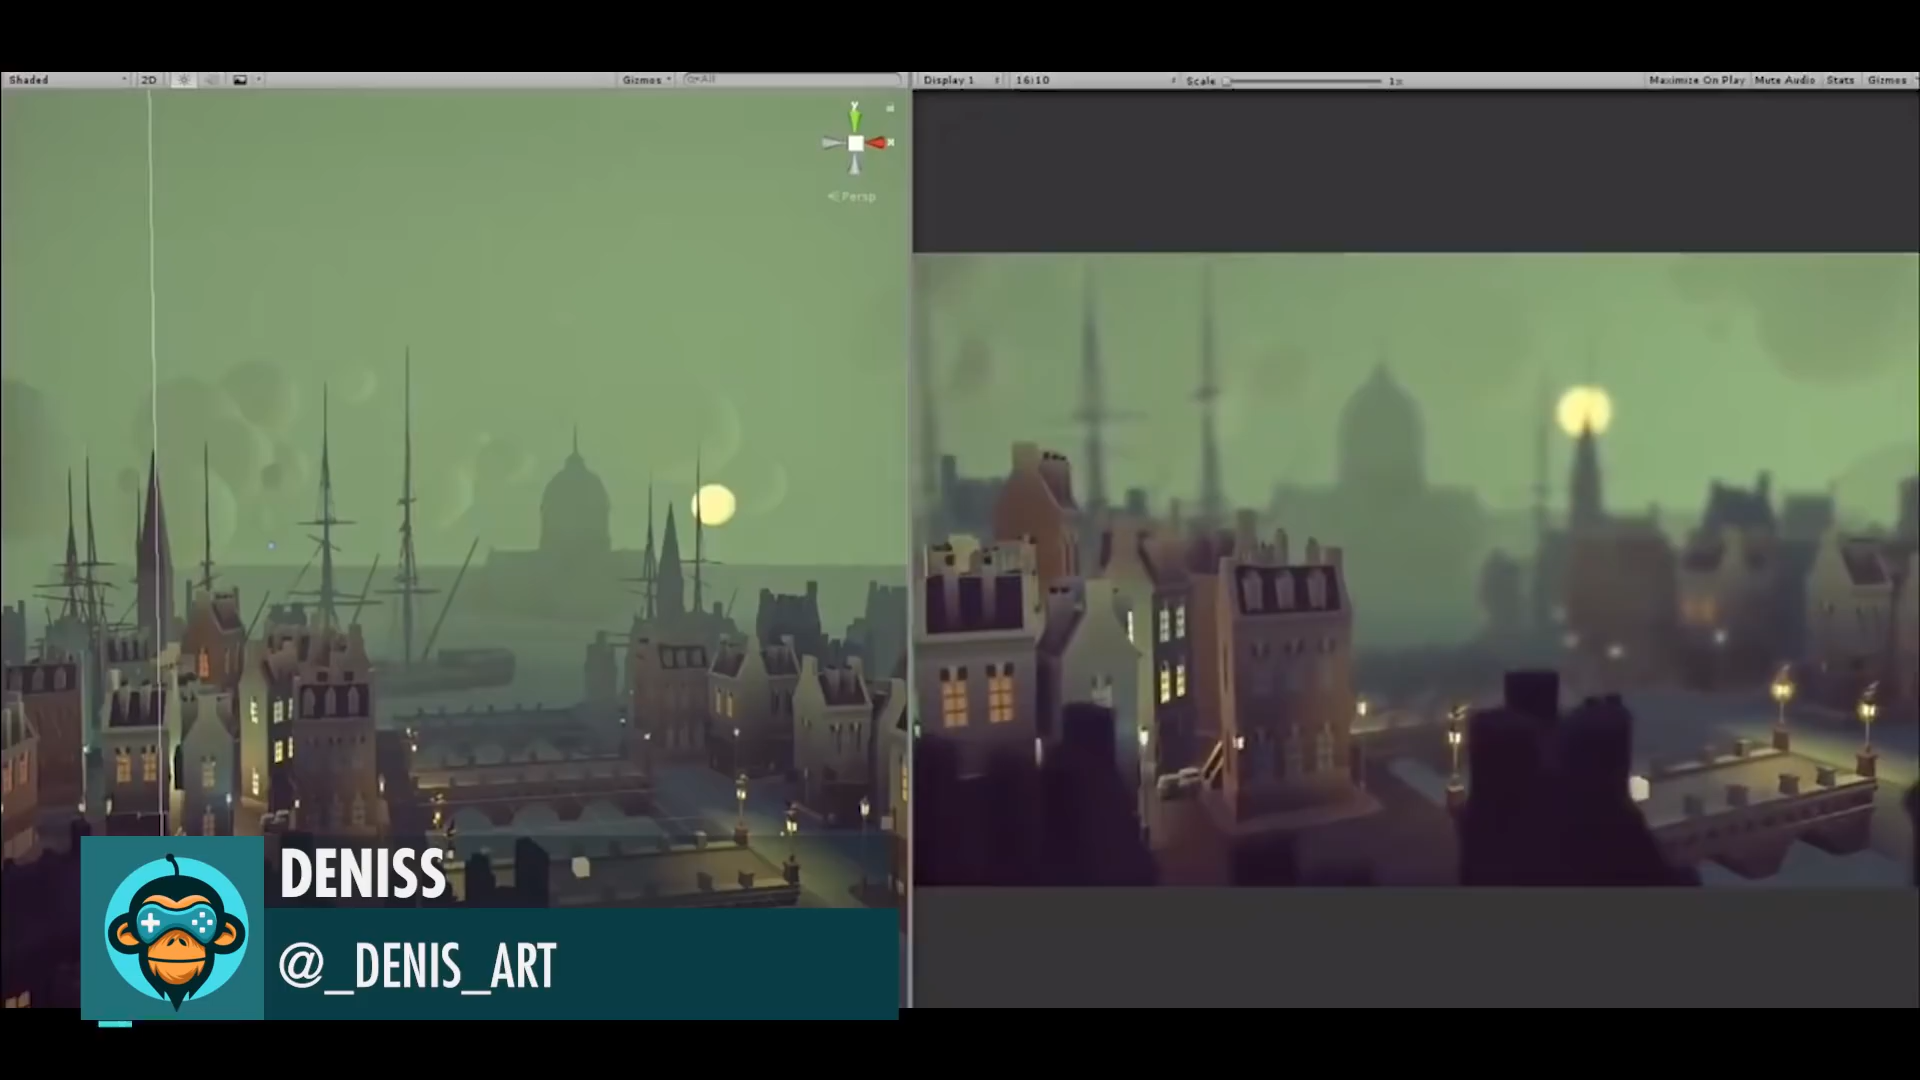 Shaded 2D Gizmos All
Display 1 16:10 Scale 1x Maximize On Play Mute Audio Stats Gizmos
y
x
Persp
DENISS
@_DENIS_ART